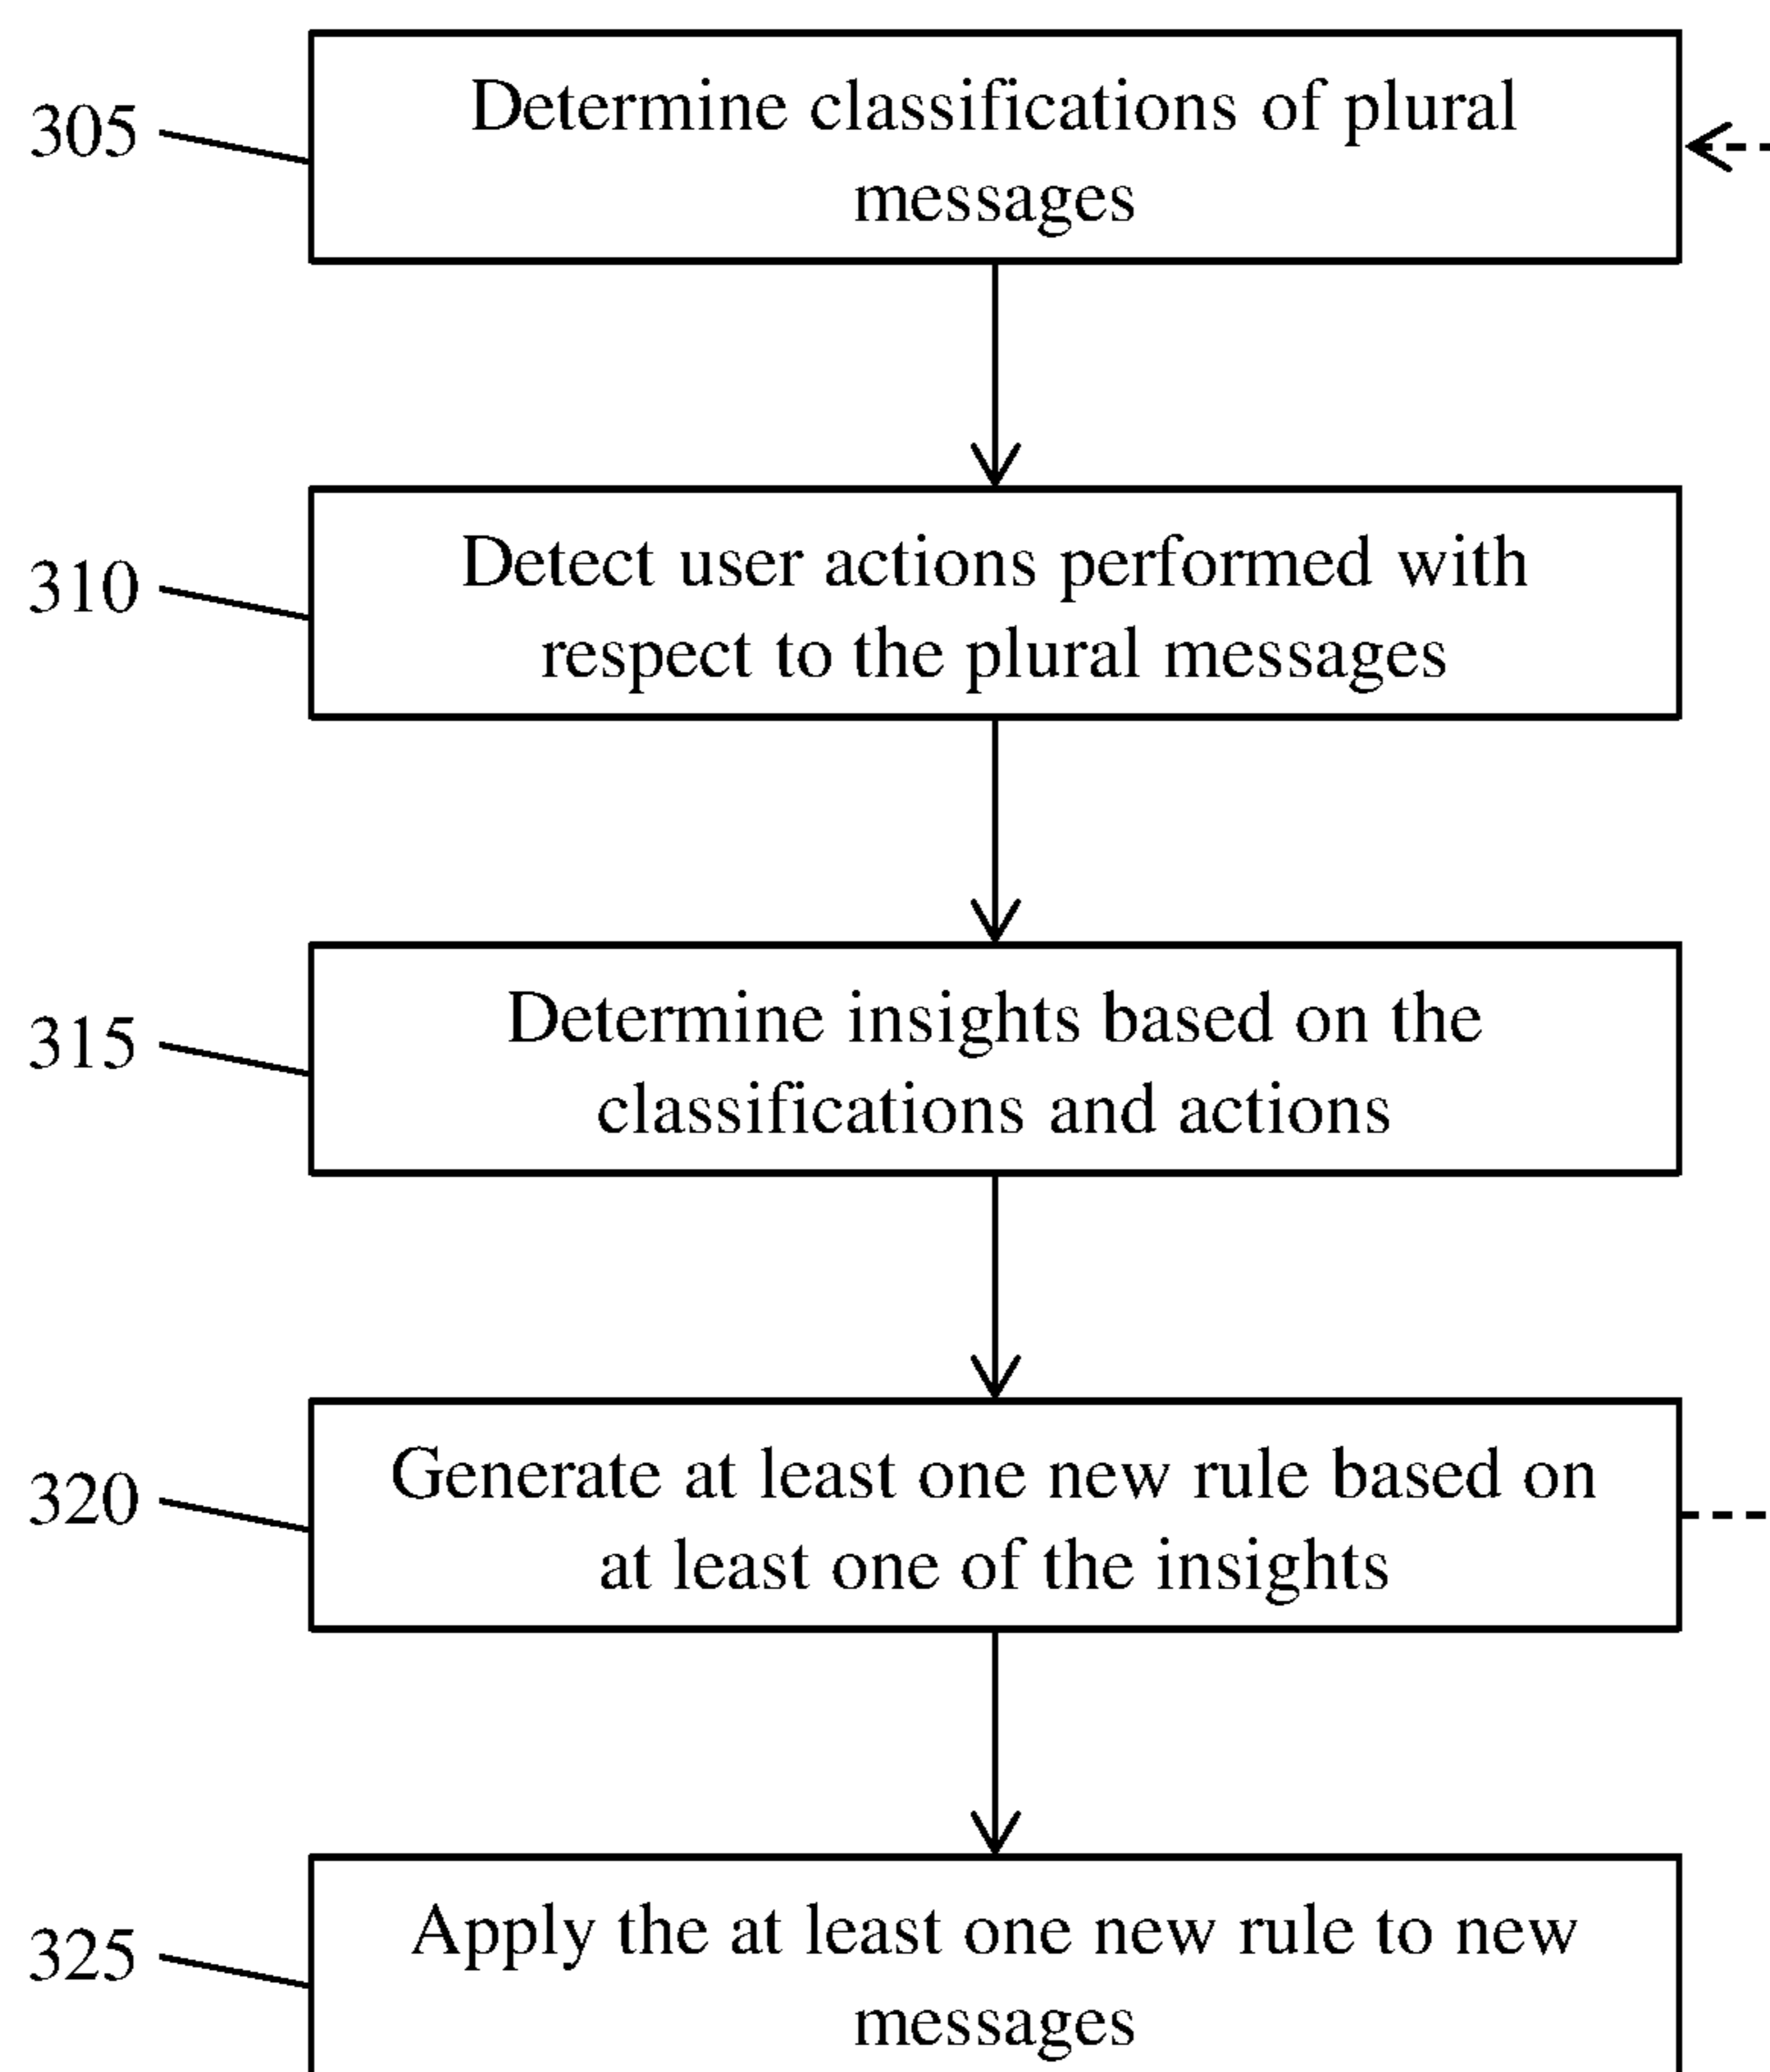 305
Determine classifications of plural
messages
310
Detect user actions performed with
respect to the plural messages
315
Determine insights based on the
classifications and actions
320
Generate at least one new rule based on
at least one of the insights
325
Apply the at least one new rule to new
messages